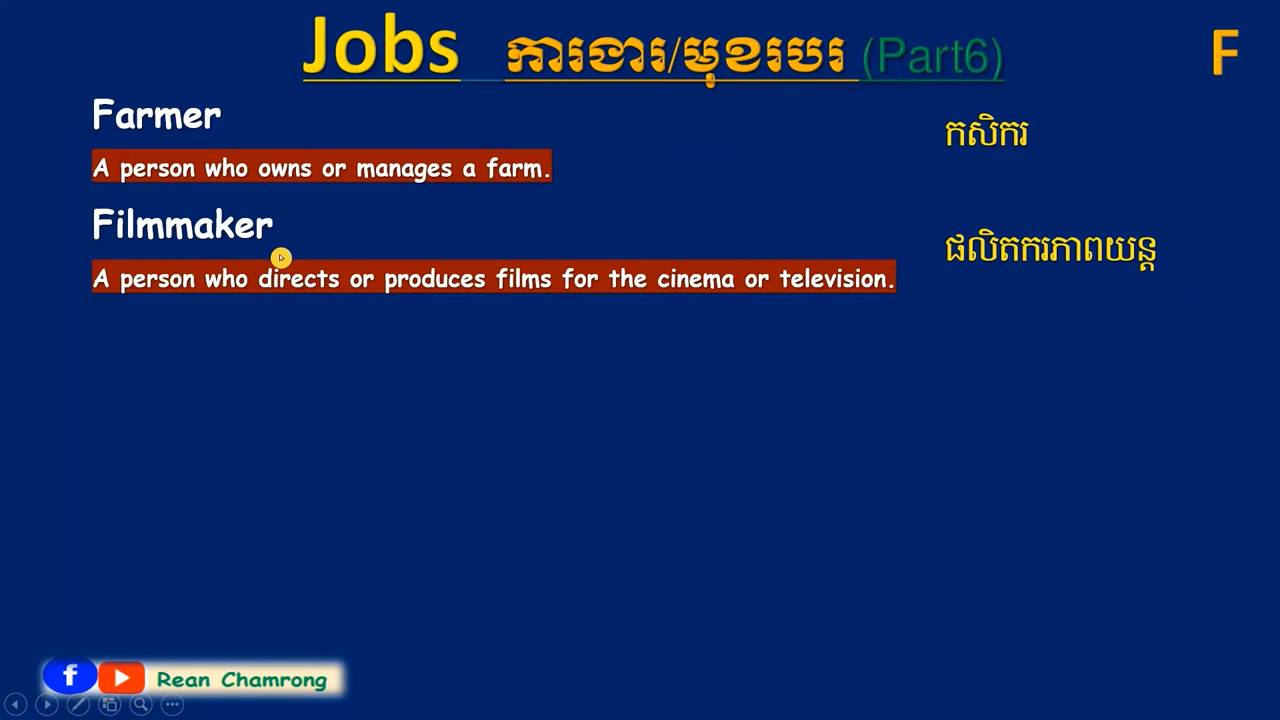 Jobs ការងារ/មុខរបរ (Part6)
F
Farmer
កសិករ
A person who owns or manages a farm.
Filmmaker
ផលិតករភាពយន្ត
A person who directs or produces films for the cinema or television.
f Rean Chamrong